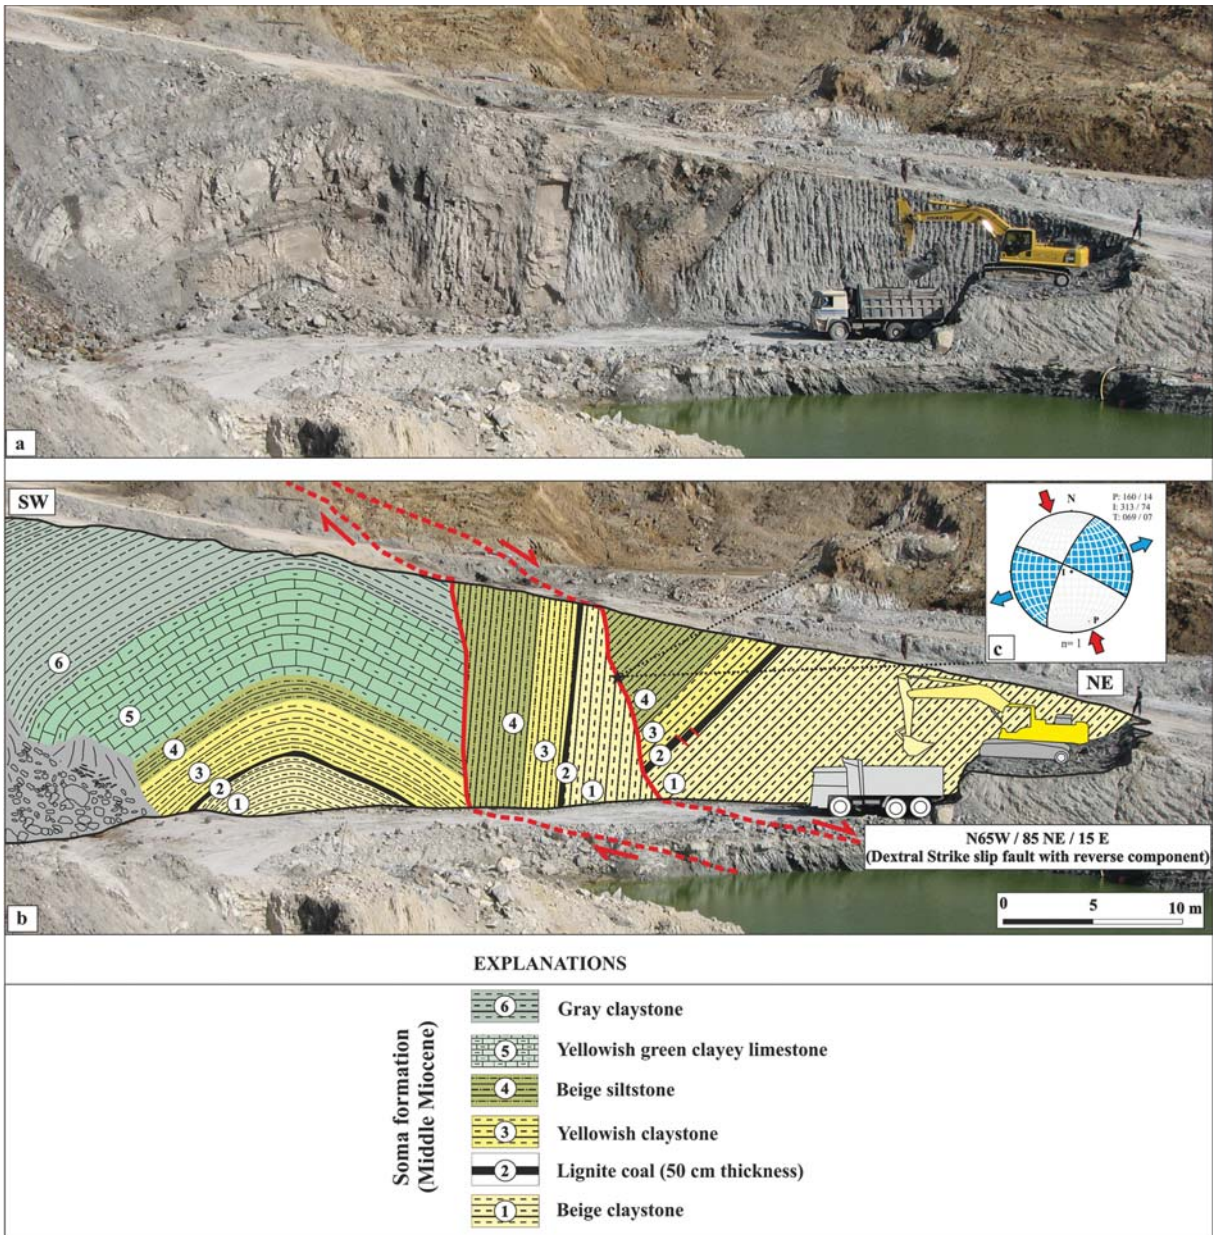 KOMATSU
a
SW
P: 160 / 14
I: 313 / 74
T: 069 / 07
N
T
I
P
n= 1
c
NE
6
5
4
3
2
1
4
3
2
1
4
3
2
1
N65W / 85 NE / 15 E
(Dextral Strike slip fault with reverse component)
0 5 10 m
b
EXPLANATIONS
Soma formation
(Middle Miocene)
6 Gray claystone
5 Yellowish green clayey limestone
4 Beige siltstone
3 Yellowish claystone
2 Lignite coal (50 cm thickness)
1 Beige claystone